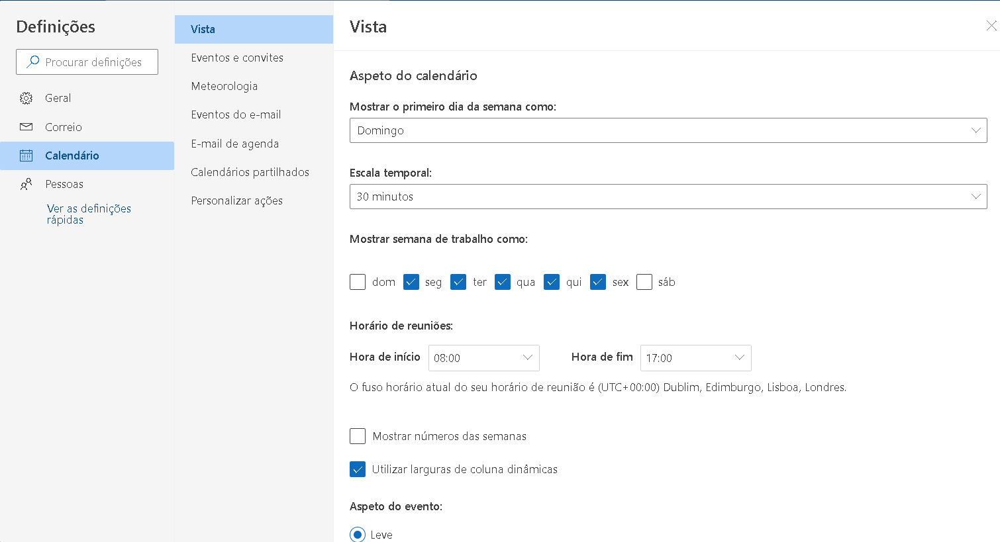 Definições
Procurar definições
Geral
Correio
Calendário
Pessoas
Ver as definições
rápidas
Vista
Eventos e convites
Meteorologia
Eventos do e-mail
E-mail de agenda
Calendários partilhados
Personalizar ações
Vista
Aspeto do calendário
Mostrar o primeiro dia da semana como:
Domingo
Escala temporal:
30 minutos
Mostrar semana de trabalho como:
dom seg ter qua qui sex sáb
Horário de reuniões:
Hora de início 08:00 Hora de fim 17:00
O fuso horário atual do seu horário de reunião é (UTC+00:00) Dublim, Edimburgo, Lisboa, Londres.
Mostrar números das semanas
Utilizar larguras de coluna dinâmicas
Aspeto do evento:
Leve